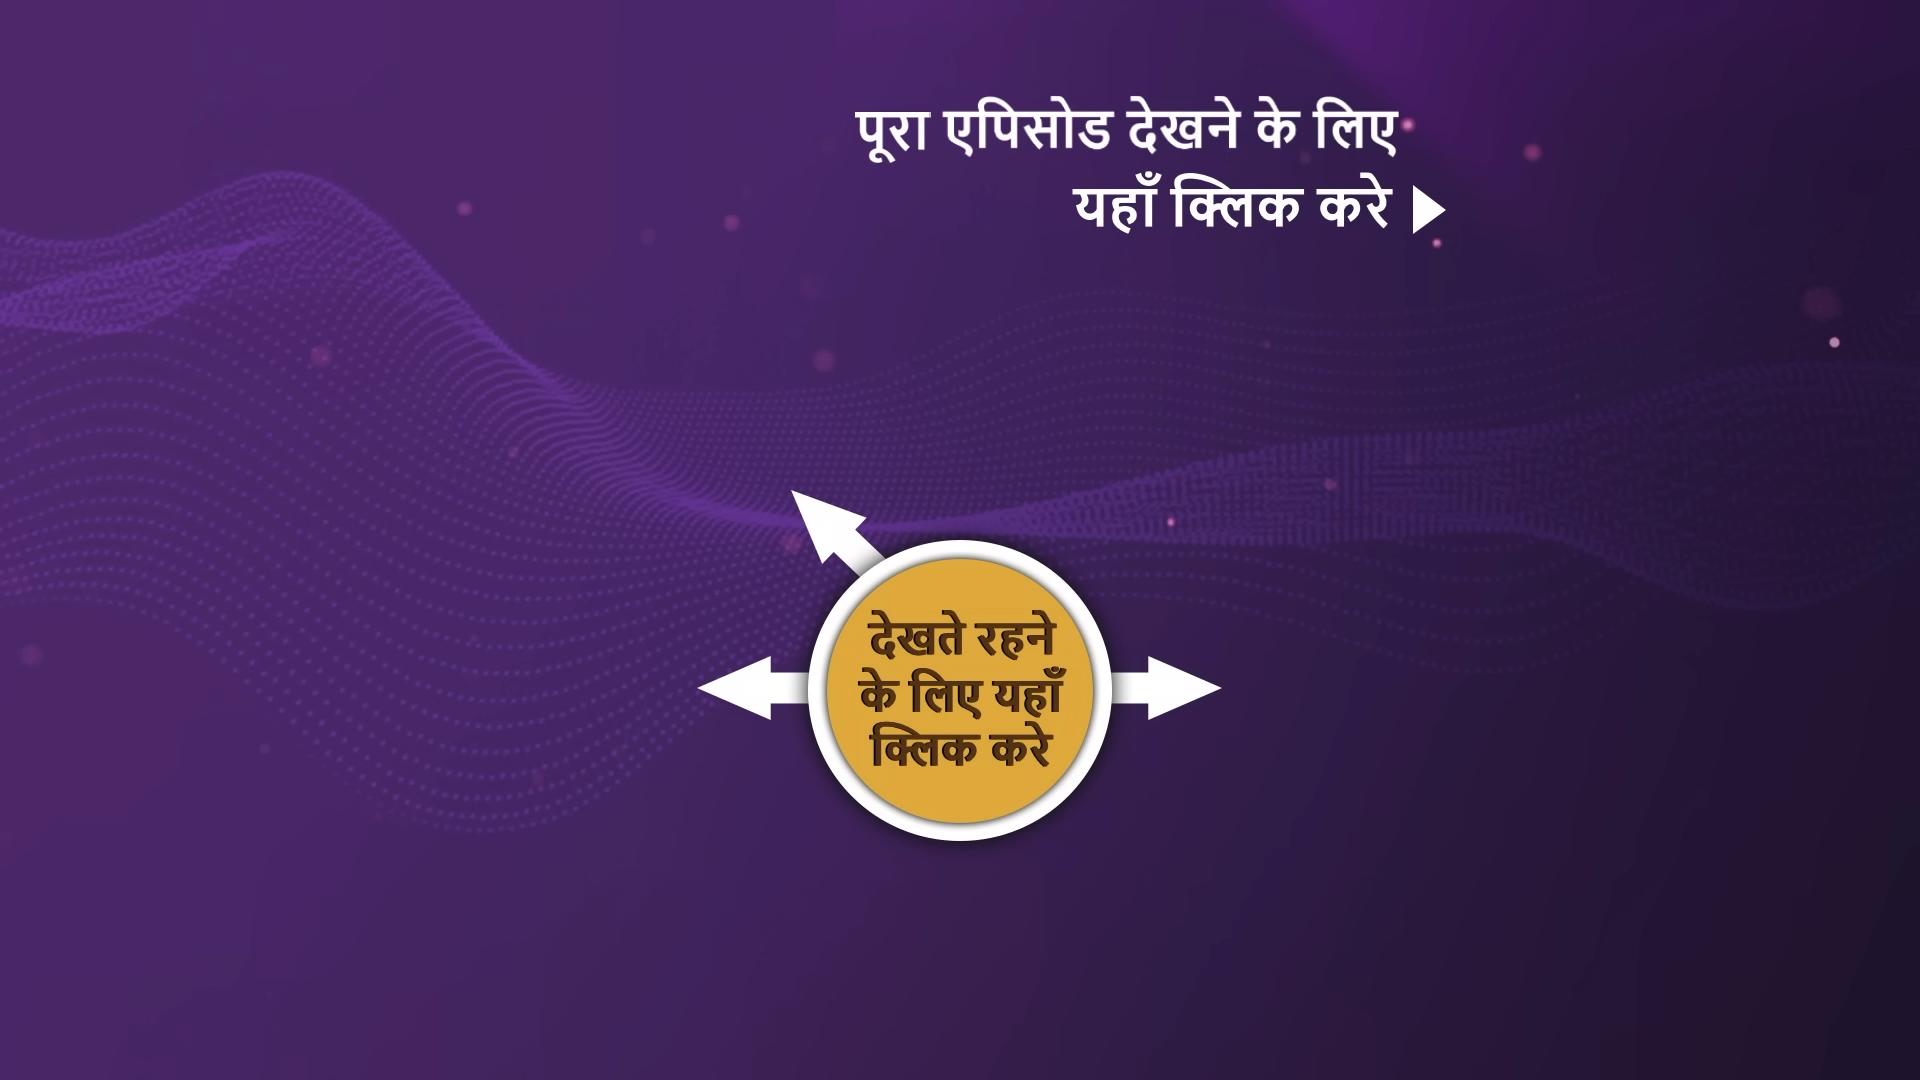 पूरा एपिसोड देखने के लिए
यहाँ क्लिक करे
देखते रहने
के लिए यहाँ
क्लिक करे